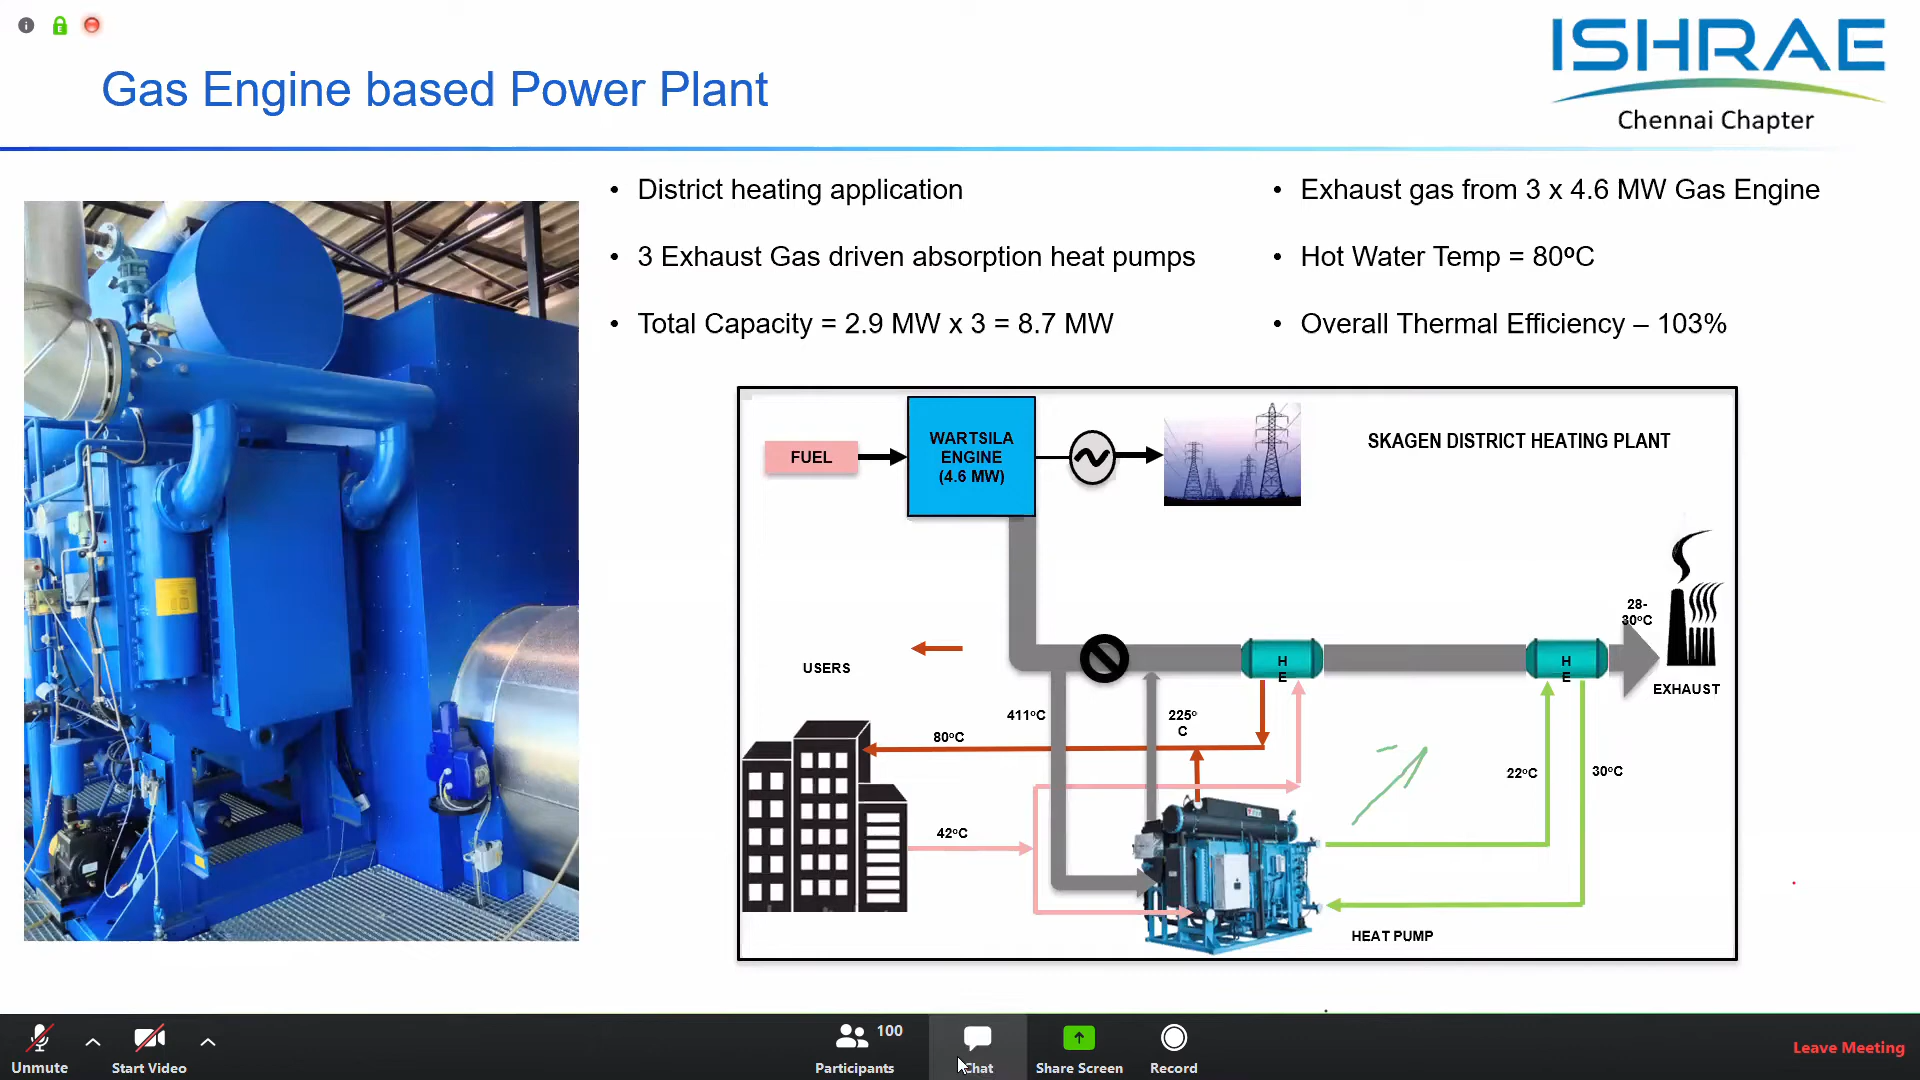 ISHRAE
Chennai Chapter
Gas Engine based Power Plant
• District heating application
• 3 Exhaust Gas driven absorption heat pumps
• Total Capacity = 2.9 MW x 3 = 8.7 MW
• Exhaust gas from 3 x 4.6 MW Gas Engine
• Hot Water Temp = 80ºC
• Overall Thermal Efficiency – 103%
FUEL
WARTSILA
ENGINE
(4.6 MW)
SKAGEN DISTRICT HEATING PLANT
28-
30ºC
USERS
H
E
H
E
EXHAUST
411ºC
225º
C
80ºC
22ºC
30ºC
42ºC
HEAT PUMP
Unmute
Start Video
100
Participants
Chat
Share Screen
Record
Leave Meeting